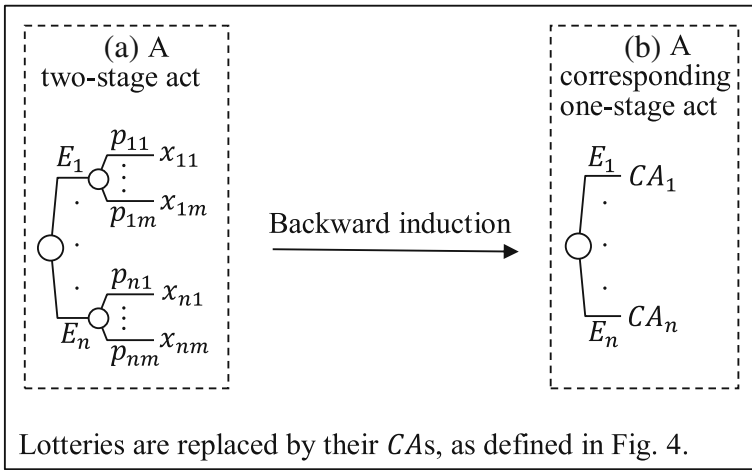 (a) A
two-stage act
E₁
p₁₁
x₁₁
p₁ₘ
x₁ₘ
Eₙ
pₙ₁
xₙ₁
pₙₘ
xₙₘ
Backward induction
(b) A
corresponding
one-stage act
E₁
CA₁
Eₙ
CAₙ
Lotteries are replaced by their CAs, as defined in Fig. 4.